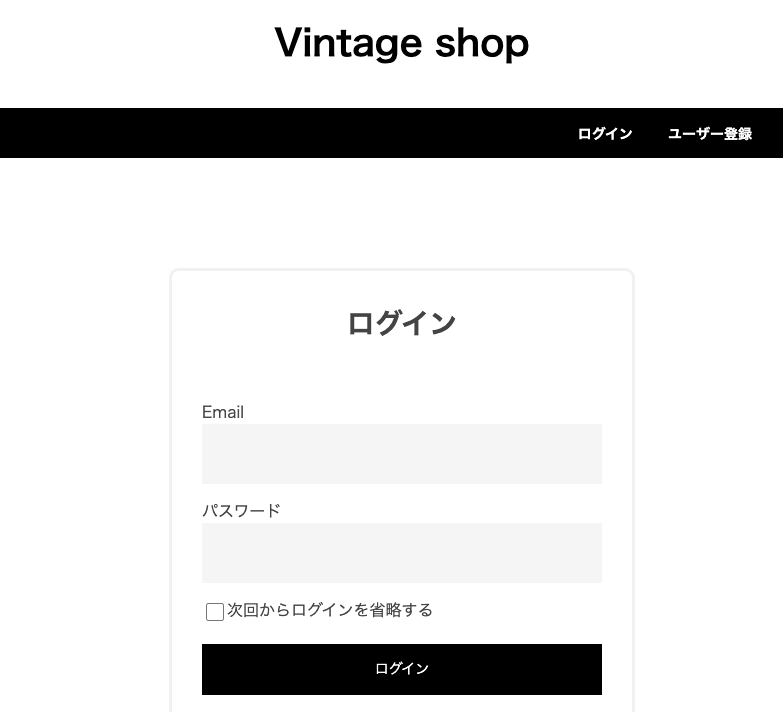 Vintage shop
ログイン ユーザー登録
ログイン
Email
パスワード
次回からログインを省略する
ログイン